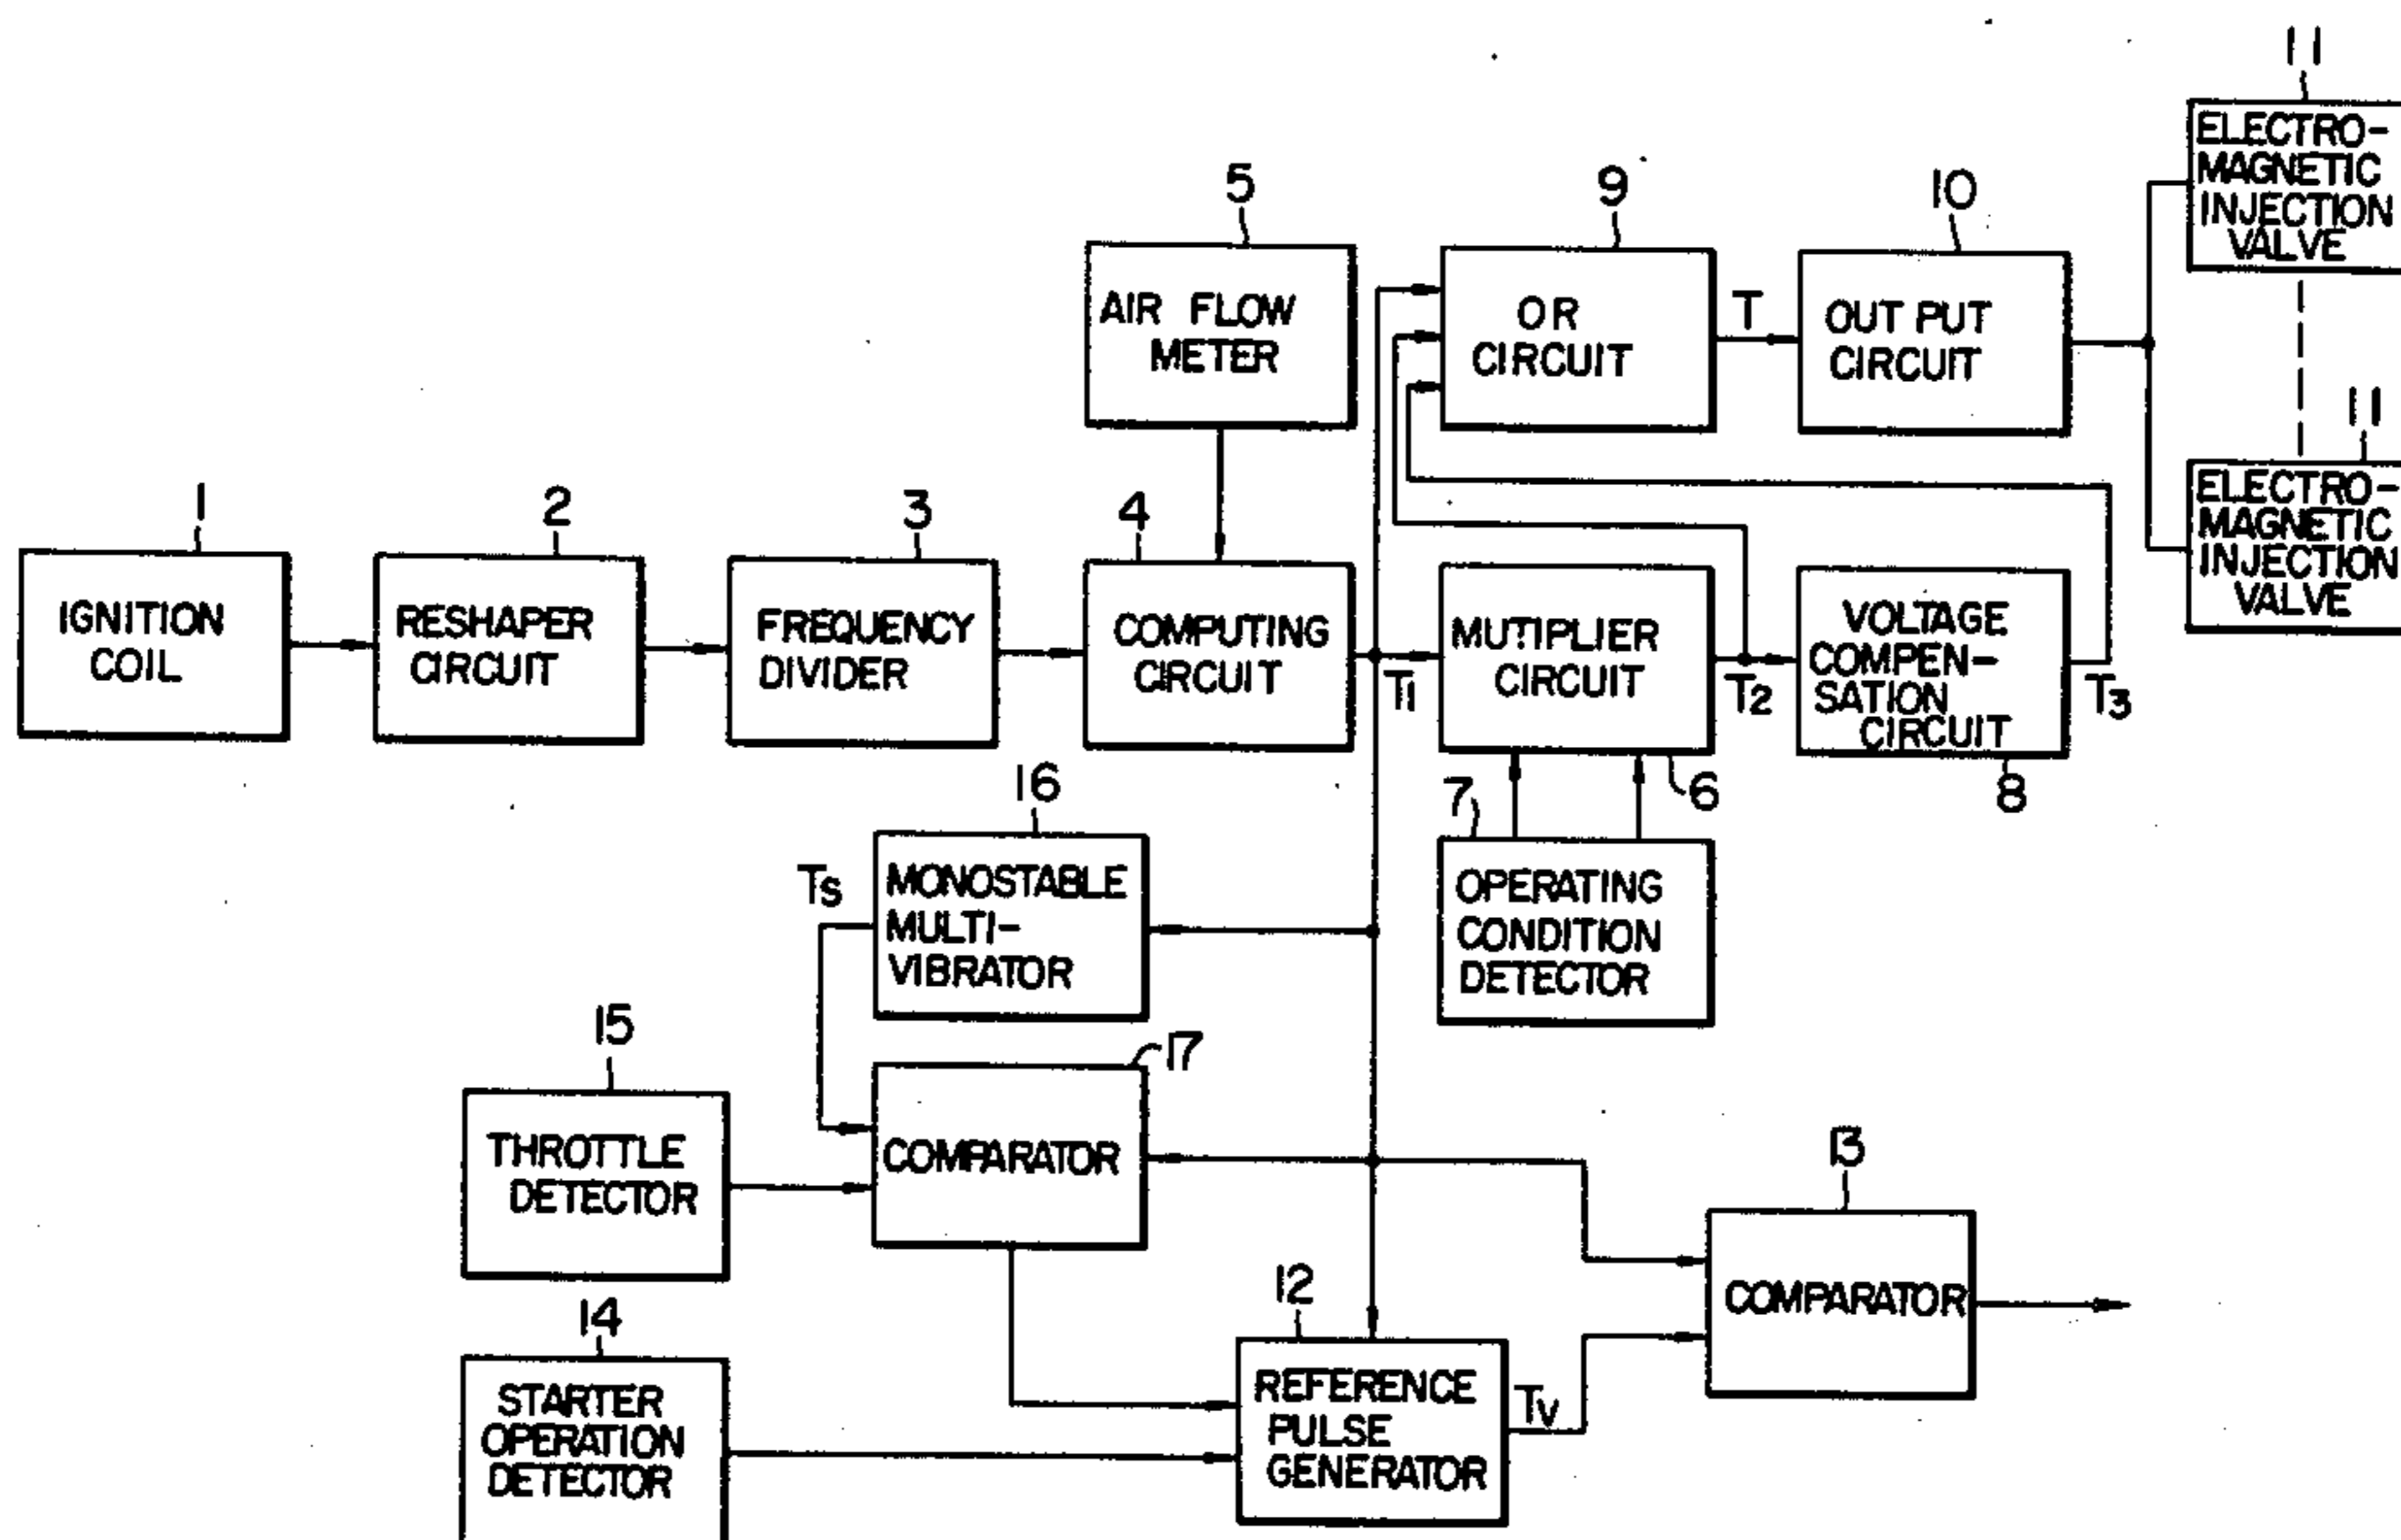 11
ELECTRO-
MAGNETIC
INJECTION
VALVE
5
AIR FLOW
METER
9
OR
CIRCUIT
T
10
OUT PUT
CIRCUIT
11
ELECTRO-
MAGNETIC
INJECTION
VALVE
1
IGNITION
COIL
2
RESHAPER
CIRCUIT
3
FREQUENCY
DIVIDER
4
COMPUTING
CIRCUIT
T1
MUTIPLIER
CIRCUIT
6
T2
VOLTAGE
COMPEN-
SATION
CIRCUIT
8
T3
7
OPERATING
CONDITION
DETECTOR
16
MONOSTABLE
MULTI-
VIBRATOR
TS
15
THROTTLE
DETECTOR
17
COMPARATOR
13
COMPARATOR
14
STARTER
OPERATION
DETECTOR
12
REFERENCE
PULSE
GENERATOR
TV